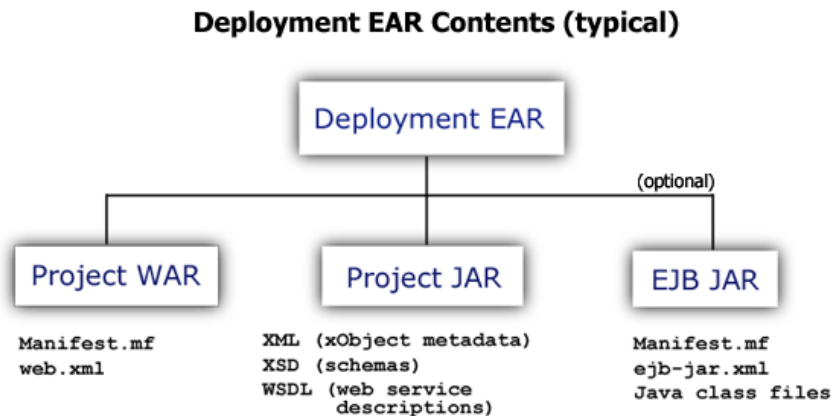 Deployment EAR Contents (typical)
Deployment EAR
(optional)
Project WAR
Project JAR
EJB JAR
Manifest.mf
web.xml
XML (xObject metadata)
XSD (schemas)
WSDL (web service
descriptions)
Manifest.mf
ejb-jar.xml
Java class files